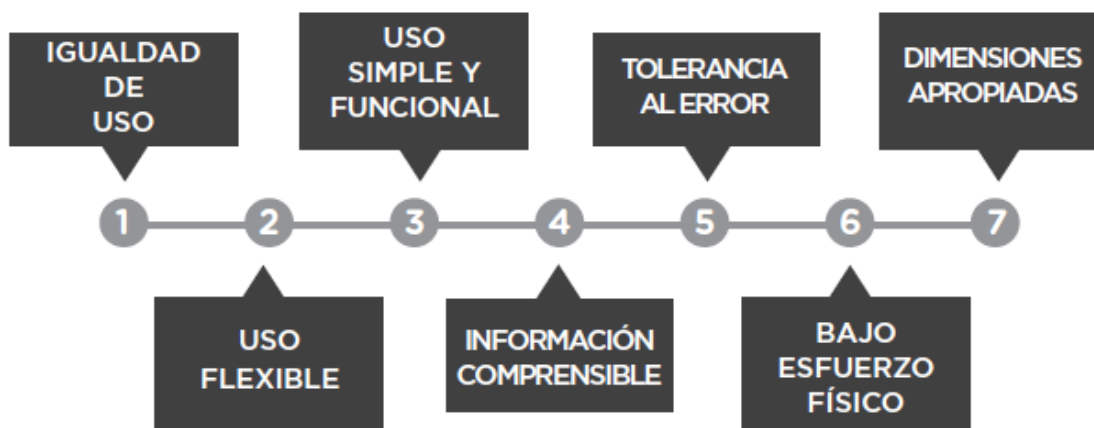 IGUALDAD
DE
USO
USO
SIMPLE Y
FUNCIONAL
TOLERANCIA
AL ERROR
DIMENSIONES
APROPIADAS
1
2
3
4
5
6
7
USO
FLEXIBLE
INFORMACIÓN
COMPRENSIBLE
BAJO
ESFUERZO
FÍSICO